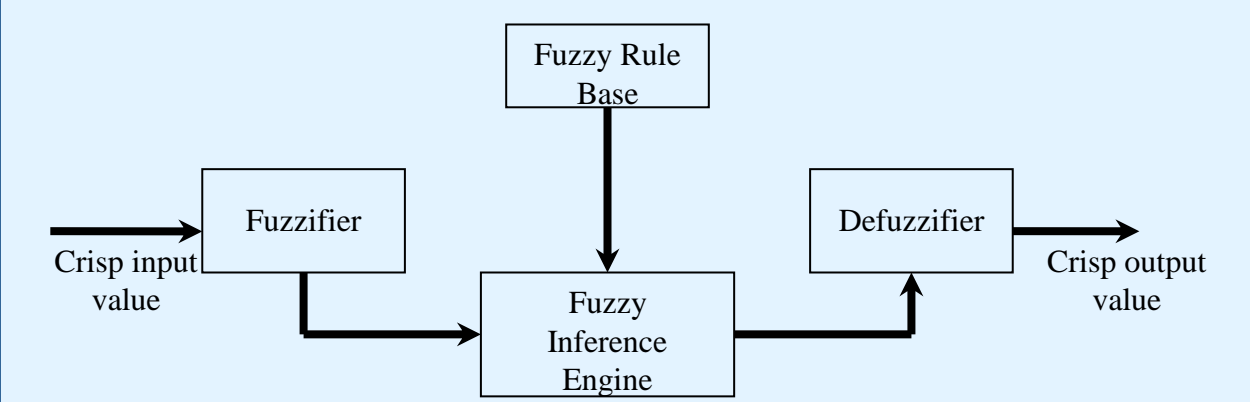 Fuzzy Rule
Base
Fuzzifier
Defuzzifier
Crisp input
value
Crisp output
value
Fuzzy
Inference
Engine